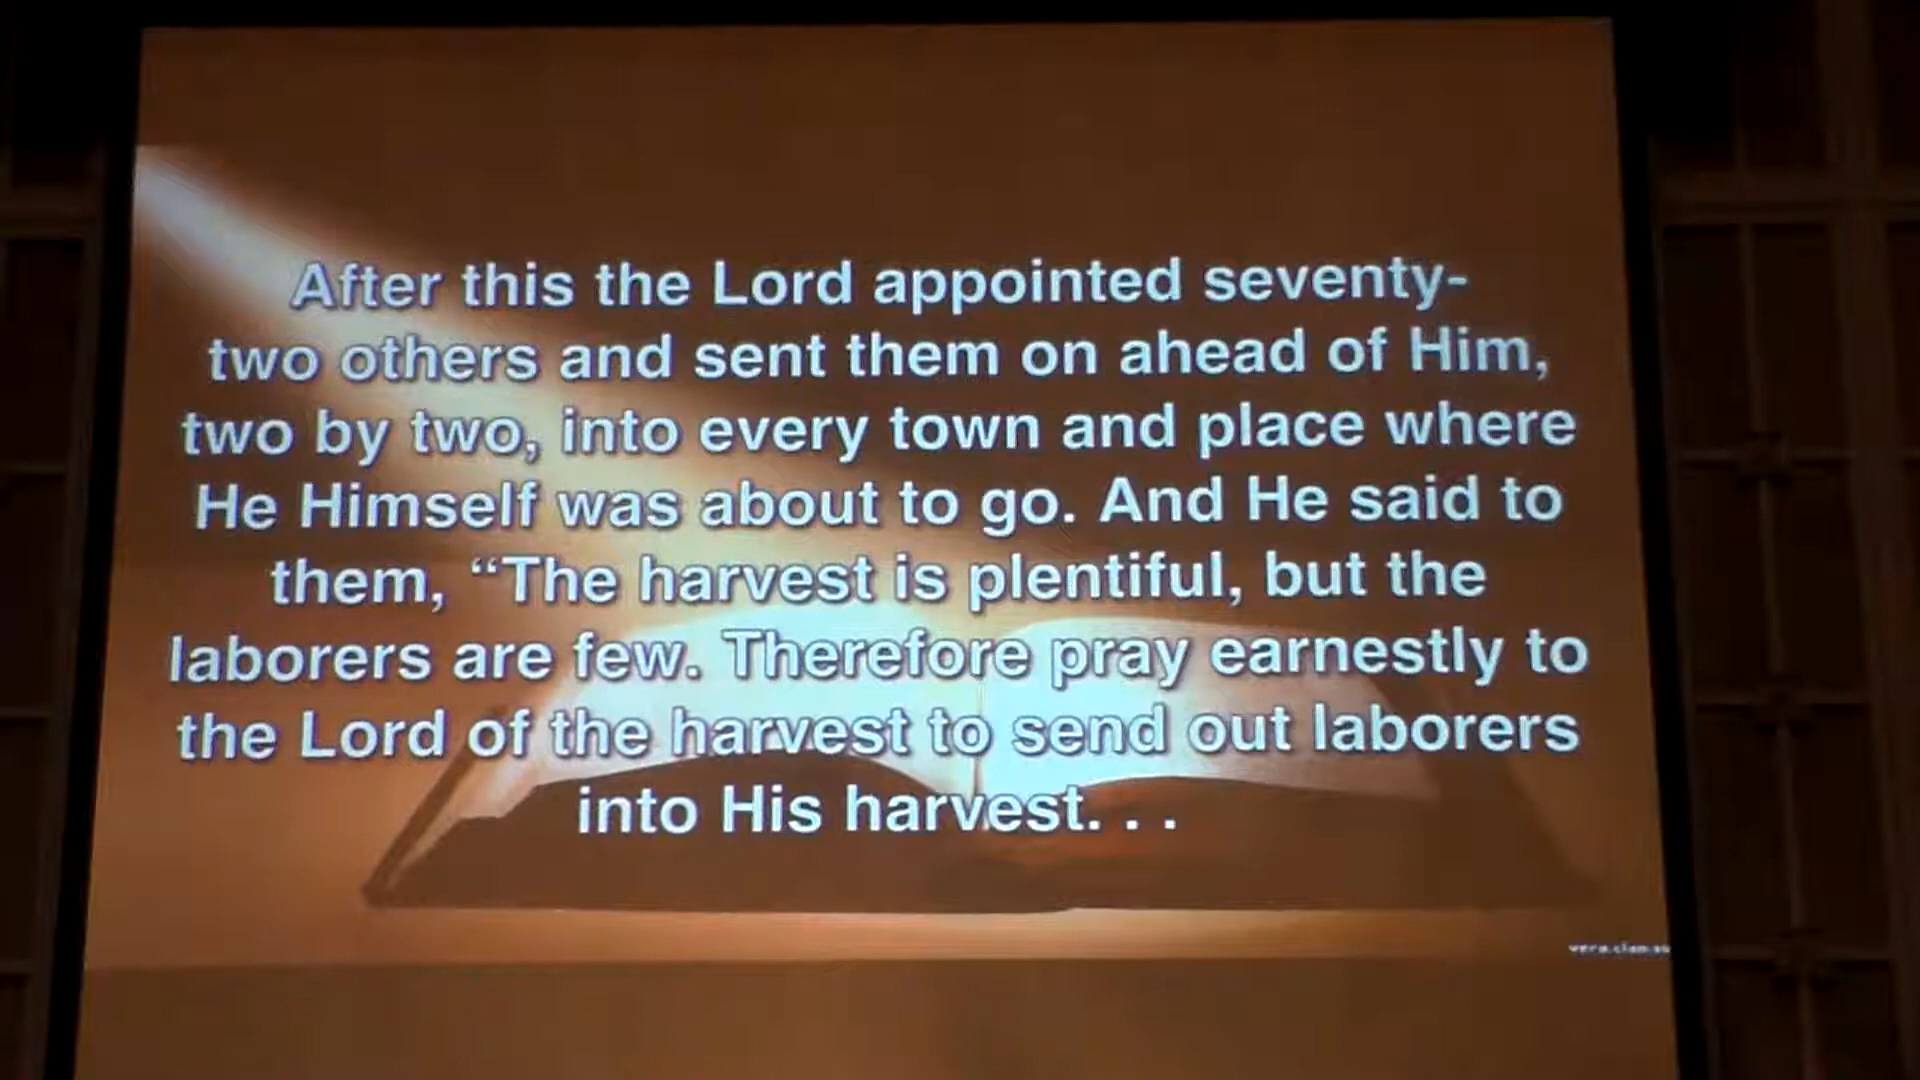 After this the Lord appointed seventy-
two others and sent them on ahead of Him,
two by two, into every town and place where
He Himself was about to go. And He said to
them, “The harvest is plentiful, but the
laborers are few. Therefore pray earnestly to
the Lord of the harvest to send out laborers
into His harvest. . .